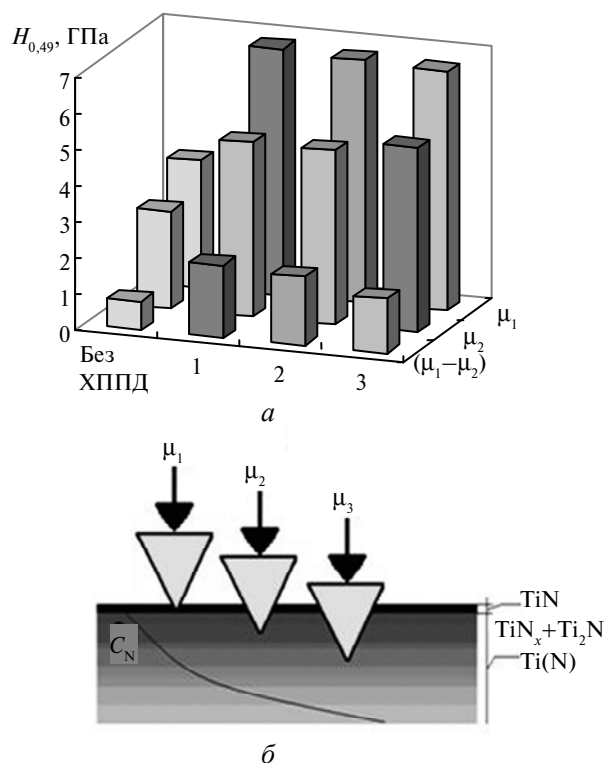 H0,49, ГПа
7
6
5
4
3
2
1
0
Без
ХППД
1
2
3
(μ1−μ2)
μ2
μ1
а
μ1
μ2
μ3
CN
TiN
TiNx+Ti2N
Ti(N)
б